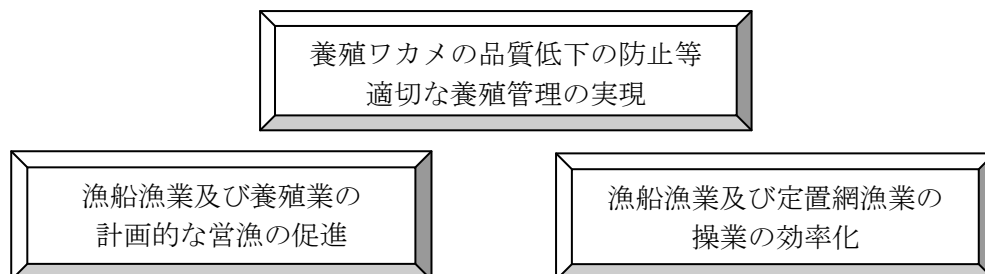 養殖ワカメの品質低下の防止等
適切な養殖管理の実現
漁船漁業及び養殖業の
計画的な営漁の促進
漁船漁業及び定置網漁業の
操業の効率化